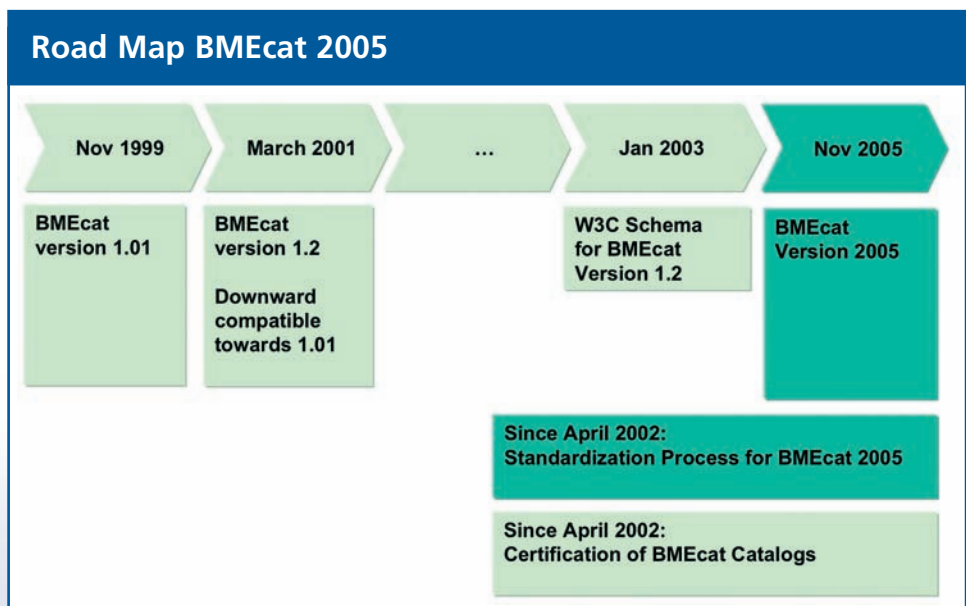 Road Map BMEcat 2005
Nov 1999
March 2001
...
Jan 2003
Nov 2005
BMEcat
version 1.01
BMEcat
version 1.2
Downward
compatible
towards 1.01
W3C Schema
for BMEcat
Version 1.2
BMEcat
Version 2005
Since April 2002:
Standardization Process for BMEcat 2005
Since April 2002:
Certification of BMEcat Catalogs